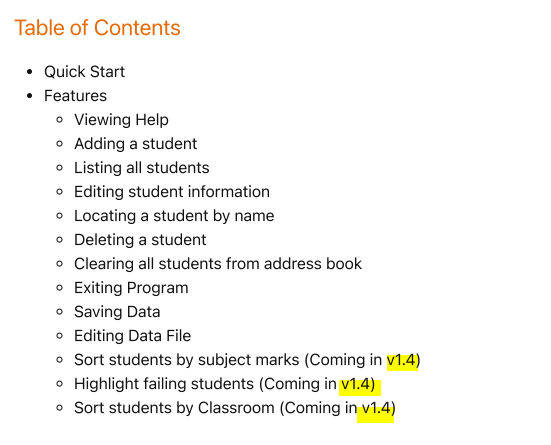 Table of Contents
Quick Start
Features
Viewing Help
Adding a student
Listing all students
Editing student information
Locating a student by name
Deleting a student
Clearing all students from address book
Exiting Program
Saving Data
Editing Data File
Sort students by subject marks (Coming in v1.4)
Highlight failing students (Coming in v1.4)
Sort students by Classroom (Coming in v1.4)